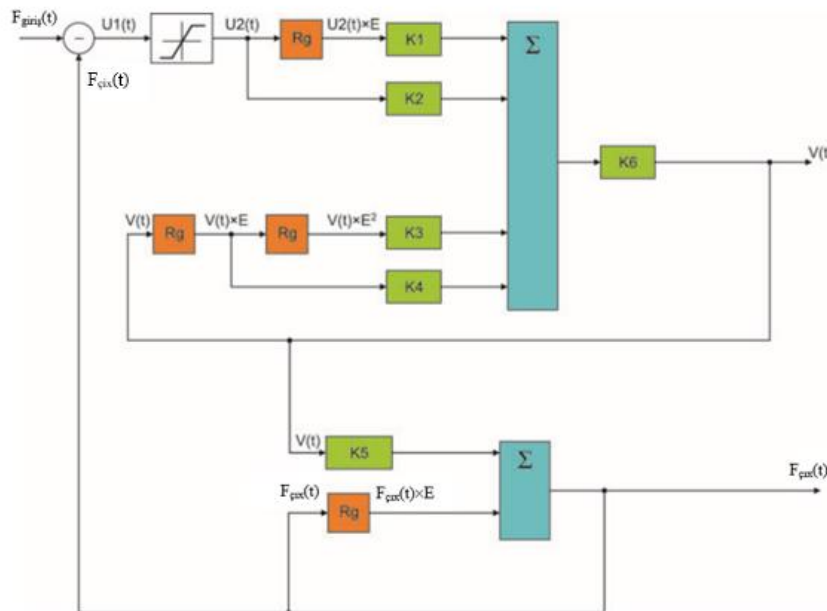 Fgiriş(t)
U1(t)
U2(t)
Rg
U2(t)×E
K1
Σ
Fçix(t)
K2
K6
V(t)
V(t)
Rg
V(t)×E
Rg
V(t)×E²
K3
K4
V(t)
K5
Σ
Fçıx(t)
Fçıx(t)
Rg
Fçıx(t)×E